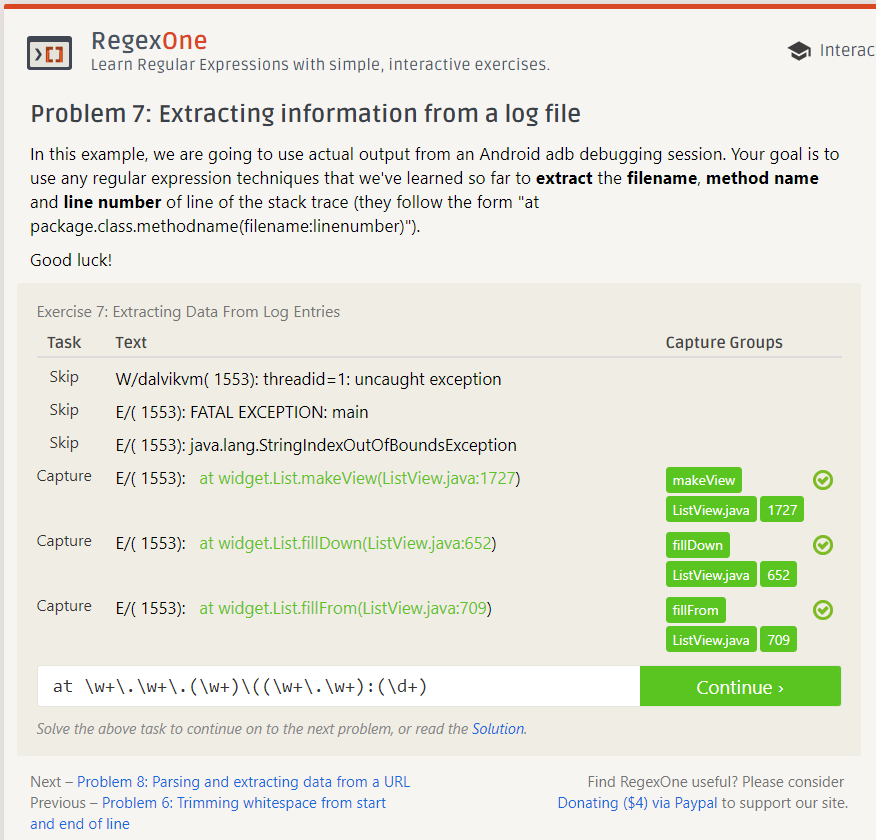 RegexOne
Learn Regular Expressions with simple, interactive exercises.
Interac
Problem 7: Extracting information from a log file
In this example, we are going to use actual output from an Android adb debugging session. Your goal is to
use any regular expression techniques that we've learned so far to extract the filename, method name
and line number of line of the stack trace (they follow the form "at
package.class.methodname(filename:linenumber)").
Good luck!
Exercise 7: Extracting Data From Log Entries
Task Text Capture Groups
Skip W/dalvikvm( 1553): threadid=1: uncaught exception
Skip E/( 1553): FATAL EXCEPTION: main
Skip E/( 1553): java.lang.StringIndexOutOfBoundsException
Capture E/( 1553):   at widget.List.makeView(ListView.java:1727) makeView
ListView.java 1727
Capture E/( 1553):   at widget.List.fillDown(ListView.java:652) fillDown
ListView.java 652
Capture E/( 1553):   at widget.List.fillFrom(ListView.java:709) fillFrom
ListView.java 709
at \w+\.\w+\.(\w+)\((\w+\.\w+):(\d+) Continue ›
Solve the above task to continue on to the next problem, or read the Solution.
Next – Problem 8: Parsing and extracting data from a URL
Previous – Problem 6: Trimming whitespace from start
and end of line
Find RegexOne useful? Please consider
Donating ($4) via Paypal to support our site.